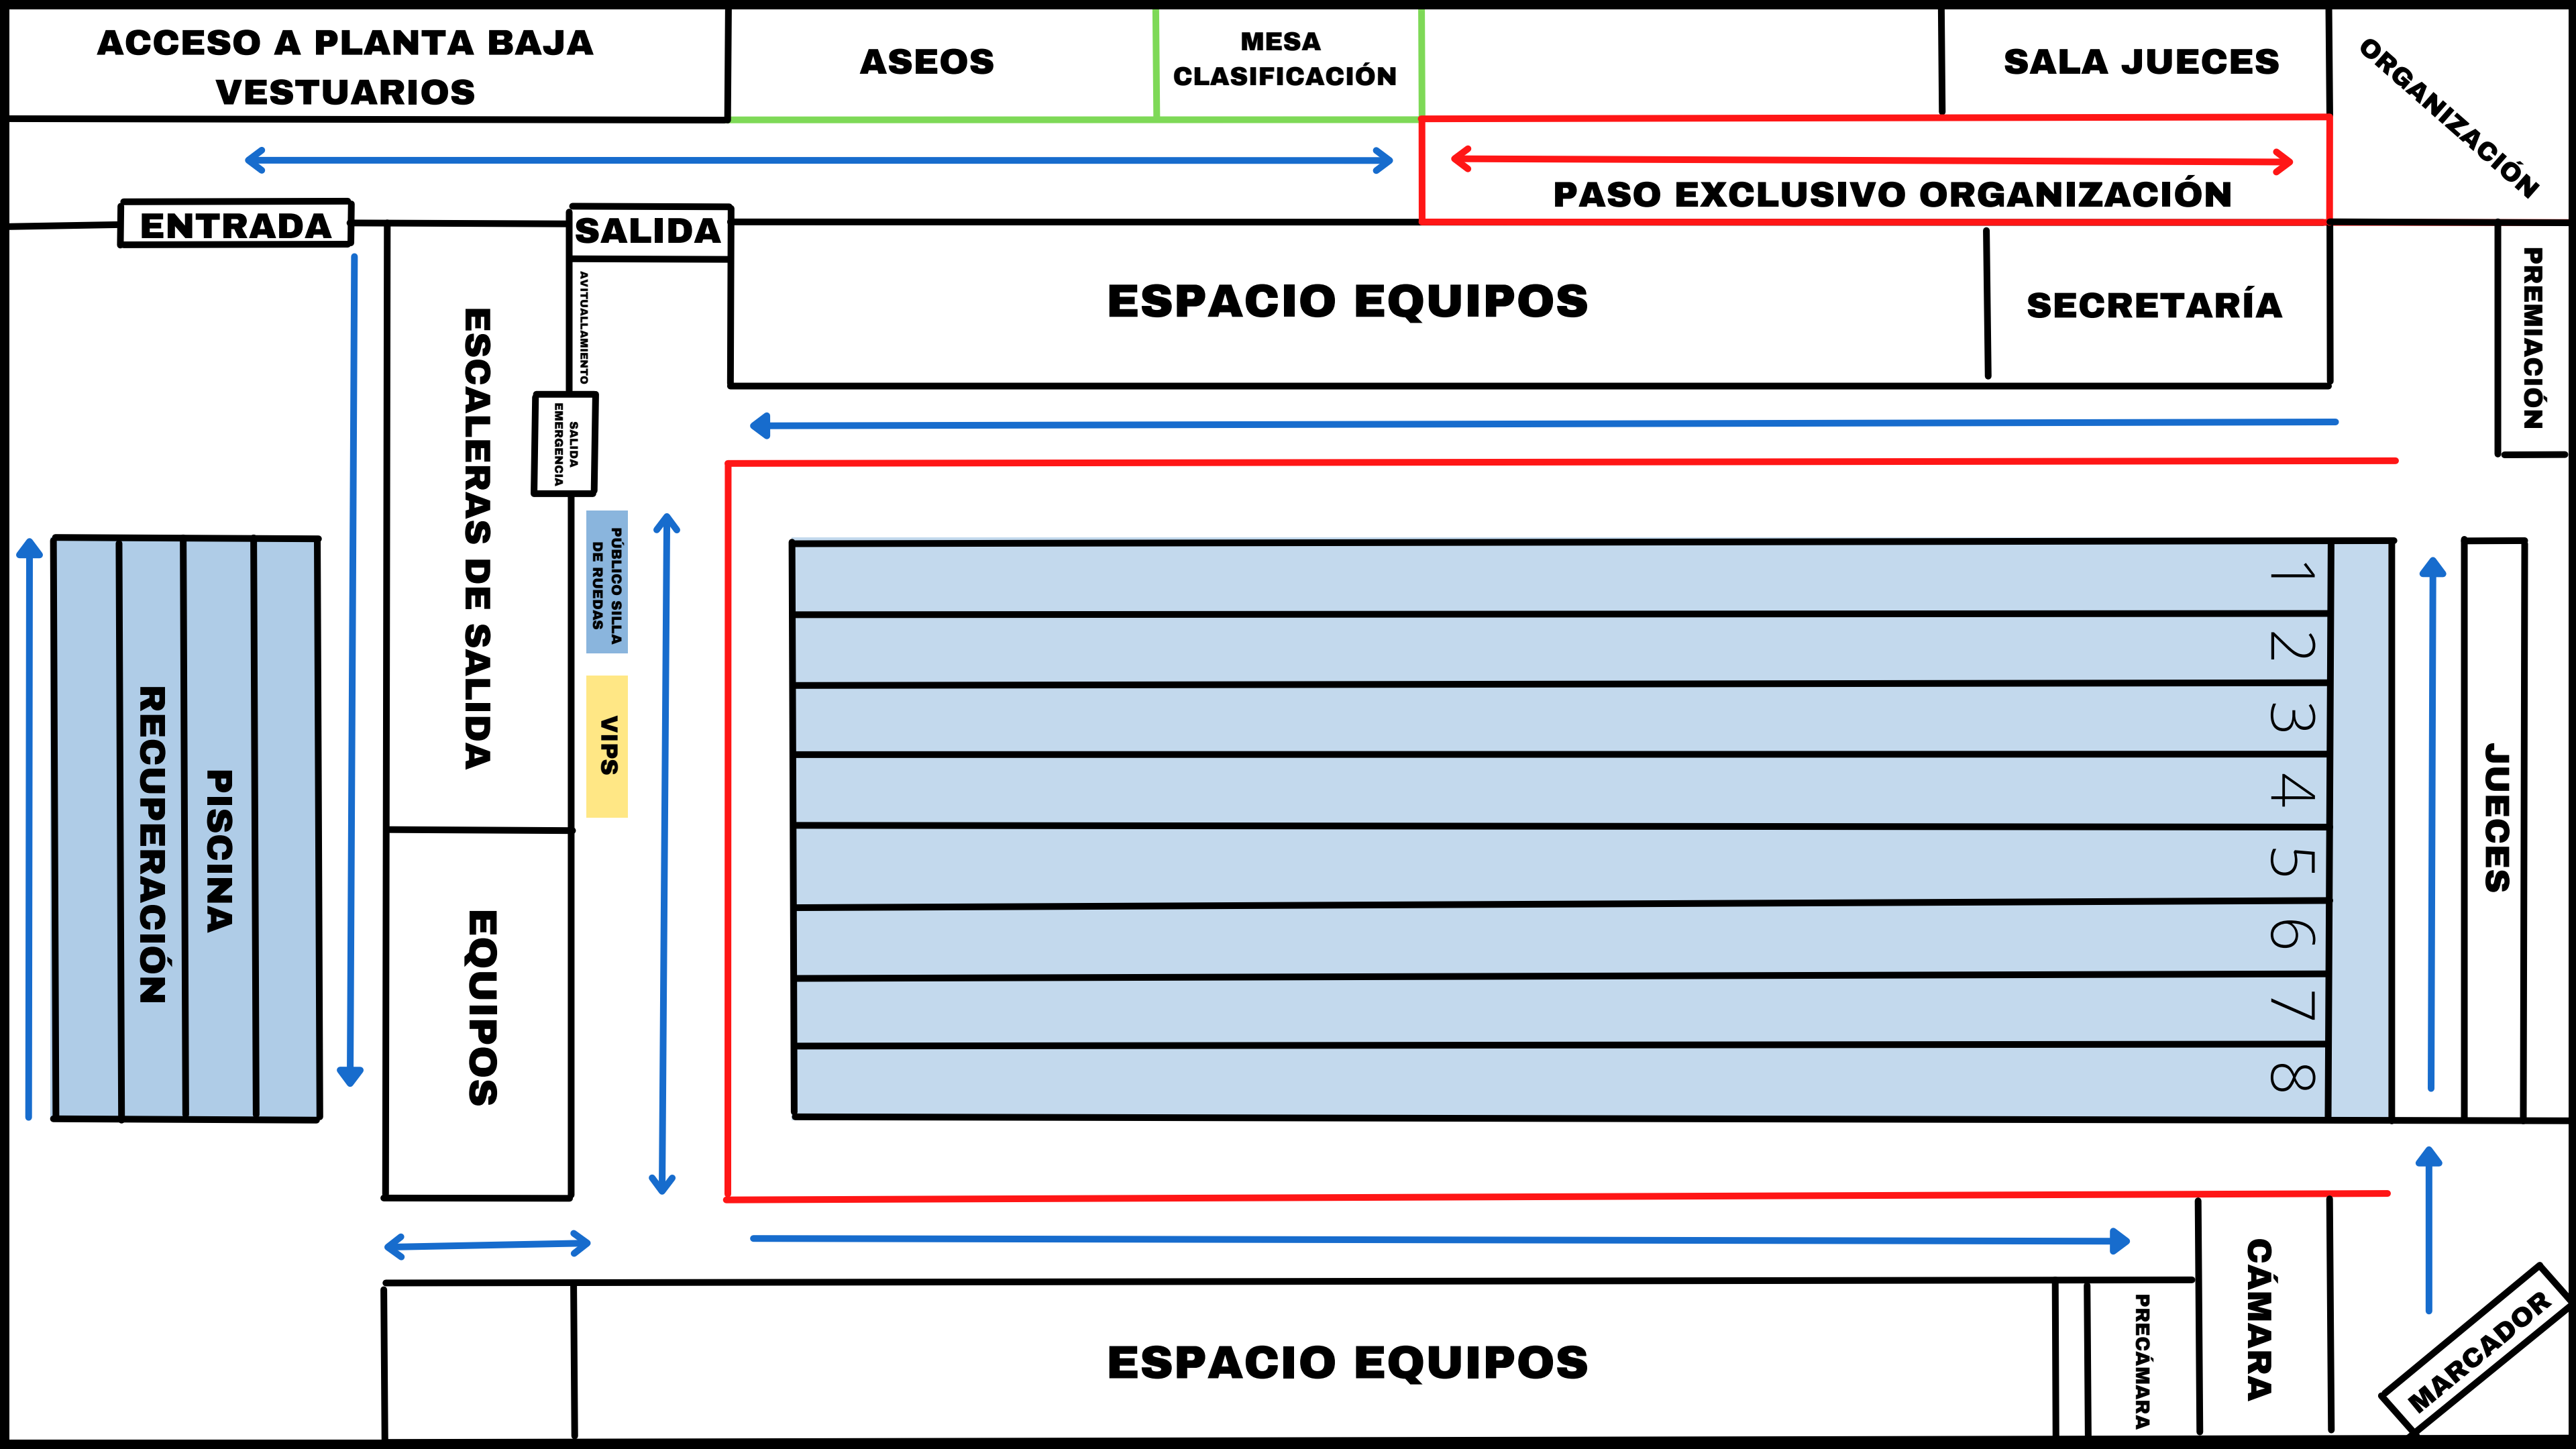 ACCESO A PLANTA BAJA
VESTUARIOS
ASEOS
MESA
CLASIFICACIÓN
SALA JUECES
ORGANIZACIÓN
PASO EXCLUSIVO ORGANIZACIÓN
ENTRADA
SALIDA
ESPACIO EQUIPOS
SECRETARÍA
PREMIACIÓN
ESCALERAS DE SALIDA
AVITUALLAMIENTO
SALIDA
EMERGENCIA
PÚBLICO SILLA
DE RUEDAS
VIPS
PISCINA
RECUPERACIÓN
EQUIPOS
1
2
3
4
5
6
7
8
JUECES
ESPACIO EQUIPOS
PRECÁMARA
CÁMARA
MARCADOR